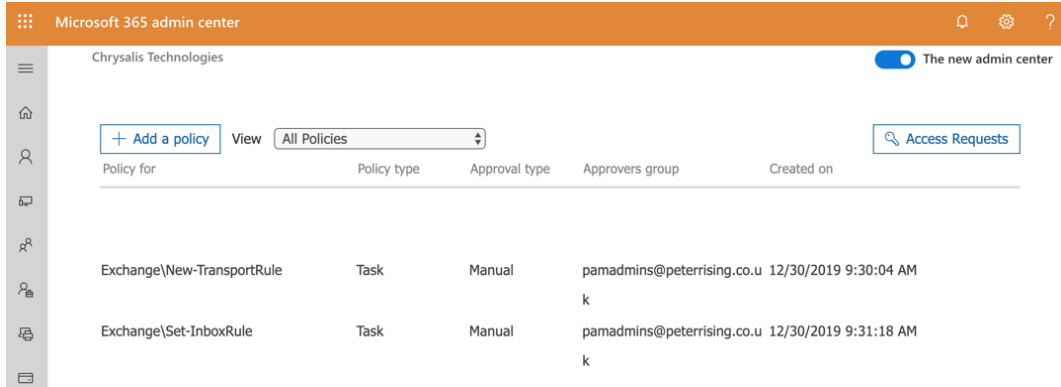 Microsoft 365 admin center
?
Chrysalis Technologies
The new admin center
+ Add a policy View All Policies Access Requests
Policy for Policy type Approval type Approvers group Created on
Exchange\New-TransportRule Task Manual pamadmins@peterrising.co.u 12/30/2019 9:30:04 AM
k
Exchange\Set-InboxRule Task Manual pamadmins@peterrising.co.u 12/30/2019 9:31:18 AM
k